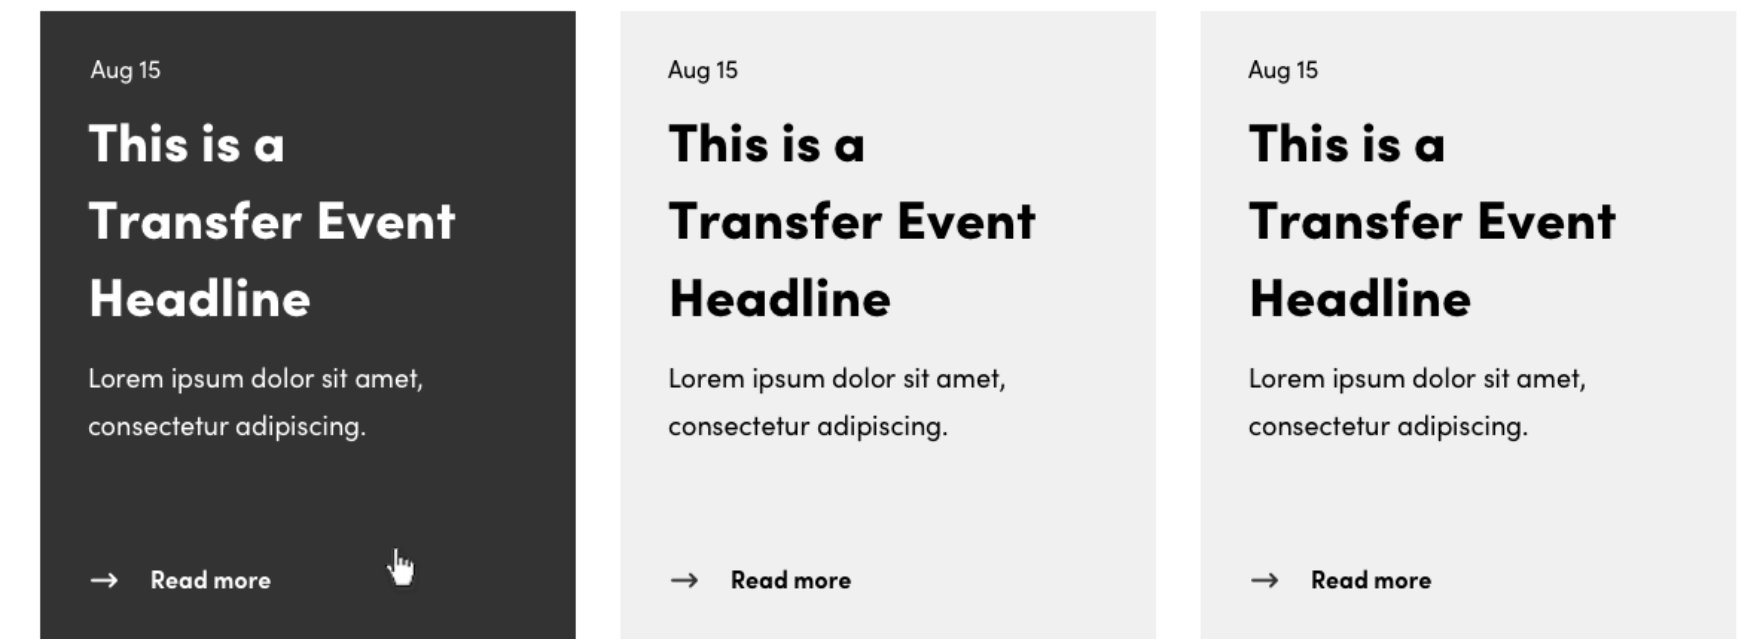 Aug 15
This is a
Transfer Event
Headline
Lorem ipsum dolor sit amet,
consectetur adipiscing.
→ Read more
Aug 15
This is a
Transfer Event
Headline
Lorem ipsum dolor sit amet,
consectetur adipiscing.
→ Read more
Aug 15
This is a
Transfer Event
Headline
Lorem ipsum dolor sit amet,
consectetur adipiscing.
→ Read more